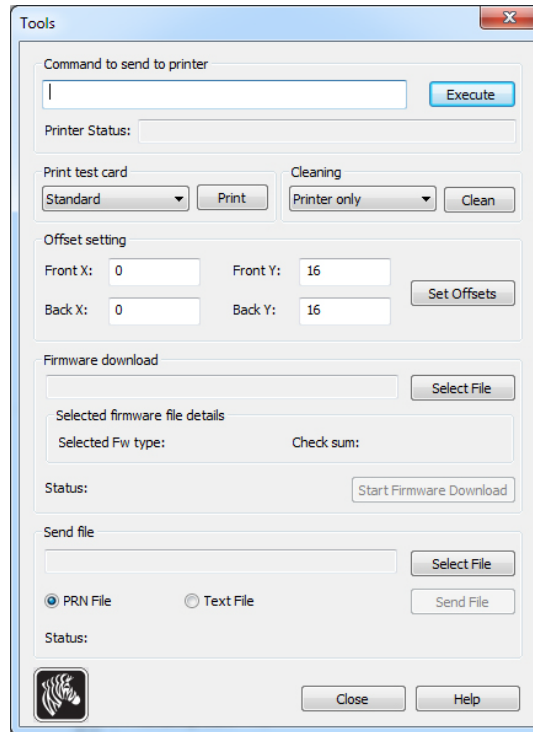 Tools
Command to send to printer
Execute
Printer Status:
Print test card
Cleaning
Standard
Print
Printer only
Clean
Offset setting
Front X: 0 Front Y: 16
Set Offsets
Back X: 0 Back Y: 16
Firmware download
Select File
Selected firmware file details
Selected Fw type: Check sum:
Status:
Start Firmware Download
Send file
Select File
PRN File Text File
Send File
Status:
Close Help